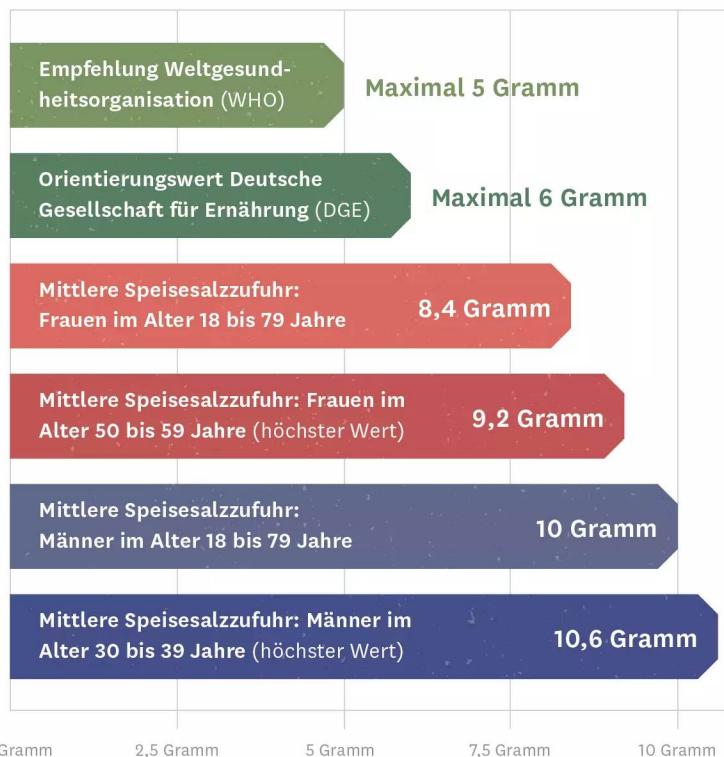 Empfehlung Weltgesund-
heitsorganisation (WHO)
Maximal 5 Gramm
Orientierungswert Deutsche
Gesellschaft für Ernährung (DGE)
Maximal 6 Gramm
Mittlere Speisesalzzufuhr:
Frauen im Alter 18 bis 79 Jahre
8,4 Gramm
Mittlere Speisesalzzufuhr: Frauen im
Alter 50 bis 59 Jahre (höchster Wert)
9,2 Gramm
Mittlere Speisesalzzufuhr:
Männer im Alter 18 bis 79 Jahre
10 Gramm
Mittlere Speisesalzzufuhr: Männer im
Alter 30 bis 39 Jahre (höchster Wert)
10,6 Gramm
Gramm 2,5 Gramm 5 Gramm 7,5 Gramm 10 Gramm